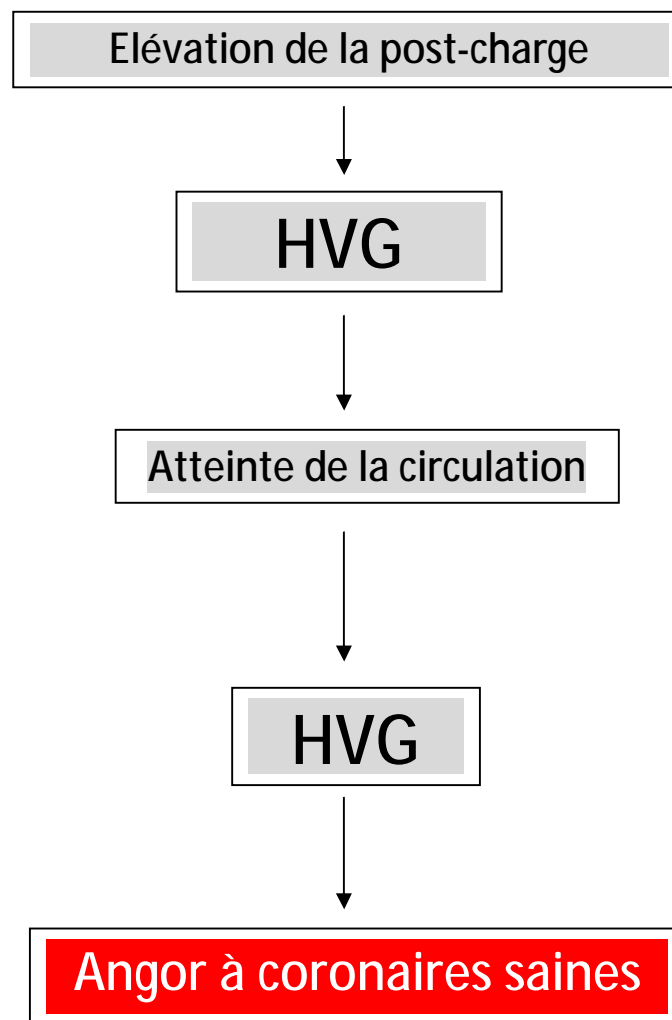 Elévation de la post-charge
HVG
Atteinte de la circulation
HVG
Angor à coronaires saines